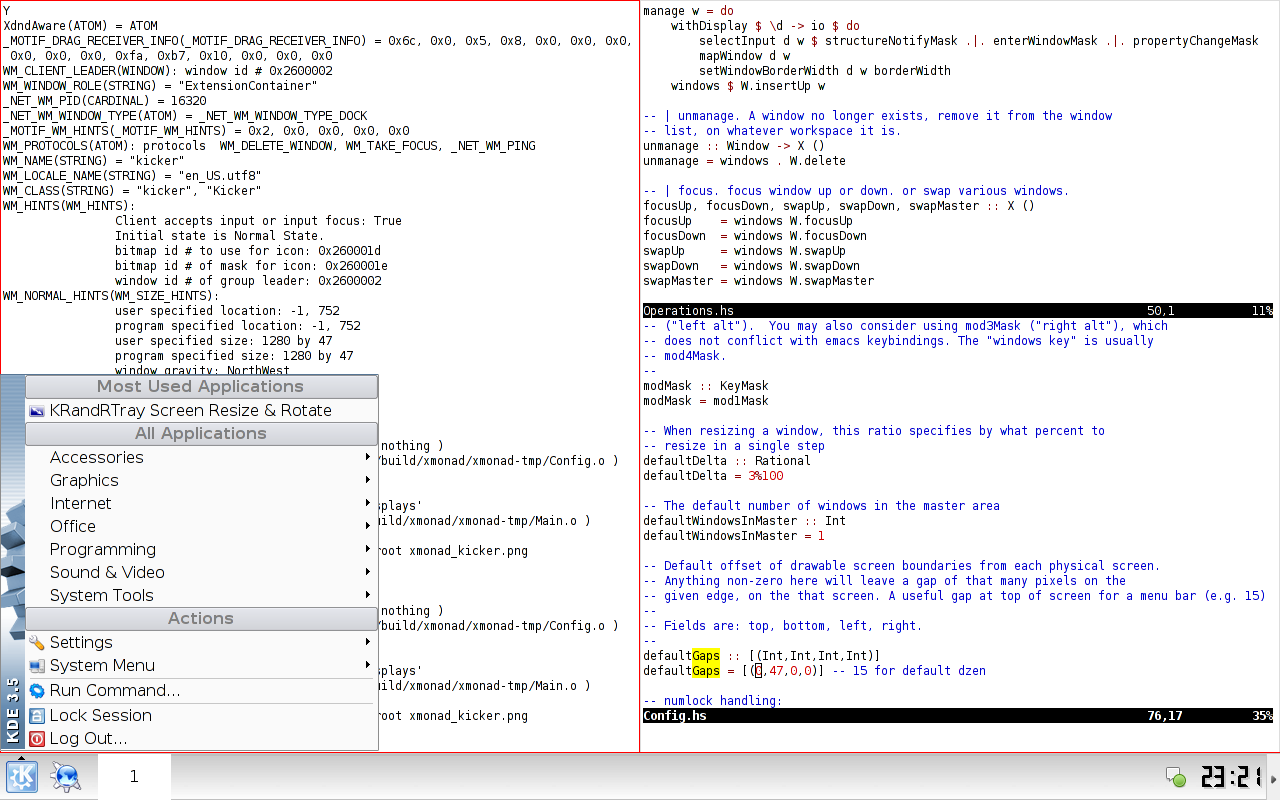 Y
XdndAware(ATOM) = ATOM
_MOTIF_DRAG_RECEIVER_INFO(_MOTIF_DRAG_RECEIVER_INFO) = 0x6c, 0x0, 0x5, 0x8, 0x0, 0x0, 0x0,
 0x0, 0x0, 0x0, 0xfa, 0xb7, 0x10, 0x0, 0x0, 0x0
WM_CLIENT_LEADER(WINDOW): window id # 0x2600002
WM_WINDOW_ROLE(STRING) = "ExtensionContainer"
_NET_WM_PID(CARDINAL) = 16320
_NET_WM_WINDOW_TYPE(ATOM) = _NET_WM_WINDOW_TYPE_DOCK
_MOTIF_WM_HINTS(_MOTIF_WM_HINTS) = 0x2, 0x0, 0x0, 0x0, 0x0
WM_PROTOCOLS(ATOM): protocols  WM_DELETE_WINDOW, WM_TAKE_FOCUS, _NET_WM_PING
WM_NAME(STRING) = "kicker"
WM_LOCALE_NAME(STRING) = "en_US.utf8"
WM_CLASS(STRING) = "kicker", "Kicker"
WM_HINTS(WM_HINTS):
                Client accepts input or input focus: True
                Initial state is Normal State.
                bitmap id # to use for icon: 0x260001d
                bitmap id # of mask for icon: 0x260001e
                window id # of group leader: 0x2600002
WM_NORMAL_HINTS(WM_SIZE_HINTS):
                user specified location: -1, 752
                program specified location: -1, 752
                user specified size: 1280 by 47
                program specified size: 1280 by 47
                window gravity: NorthWest
nothing )
/build/xmonad/xmonad-tmp/Config.o )
splays'
uild/xmonad/xmonad-tmp/Main.o )
root xmonad_kicker.png
nothing )
/build/xmonad/xmonad-tmp/Config.o )
splays'
uild/xmonad/xmonad-tmp/Main.o )
root xmonad_kicker.png
KDE 3.5
Most Used Applications
KRandRTray Screen Resize & Rotate
All Applications
Accessories
Graphics
Internet
Office
Programming
Sound & Video
System Tools
Actions
Settings
System Menu
Run Command...
Lock Session
Log Out...
manage w = do
    withDisplay $ \d -> io $ do
        selectInput d w $ structureNotifyMask .|. enterWindowMask .|. propertyChangeMask
        mapWindow d w
        setWindowBorderWidth d w borderWidth
    windows $ W.insertUp w
-- | unmanage. A window no longer exists, remove it from the window
-- list, on whatever workspace it is.
unmanage :: Window -> X ()
unmanage = windows . W.delete
-- | focus. focus window up or down. or swap various windows.
focusUp, focusDown, swapUp, swapDown, swapMaster :: X ()
focusUp    = windows W.focusUp
focusDown  = windows W.focusDown
swapUp     = windows W.swapUp
swapDown   = windows W.swapDown
swapMaster = windows W.swapMaster
Operations.hs 50,1 11%
-- ("left alt").  You may also consider using mod3Mask ("right alt"), which
-- does not conflict with emacs keybindings. The "windows key" is usually
-- mod4Mask.
--
modMask :: KeyMask
modMask = mod1Mask
-- When resizing a window, this ratio specifies by what percent to
-- resize in a single step
defaultDelta :: Rational
defaultDelta = 3%100
-- The default number of windows in the master area
defaultWindowsInMaster :: Int
defaultWindowsInMaster = 1
-- Default offset of drawable screen boundaries from each physical screen.
-- Anything non-zero here will leave a gap of that many pixels on the
-- given edge, on the that screen. A useful gap at top of screen for a menu bar (e.g. 15)
--
-- Fields are: top, bottom, left, right.
--
defaultGaps :: [(Int,Int,Int,Int)]
defaultGaps = [(0,47,0,0)] -- 15 for default dzen
-- numlock handling:
Config.hs 76,17 35%
1
23:21